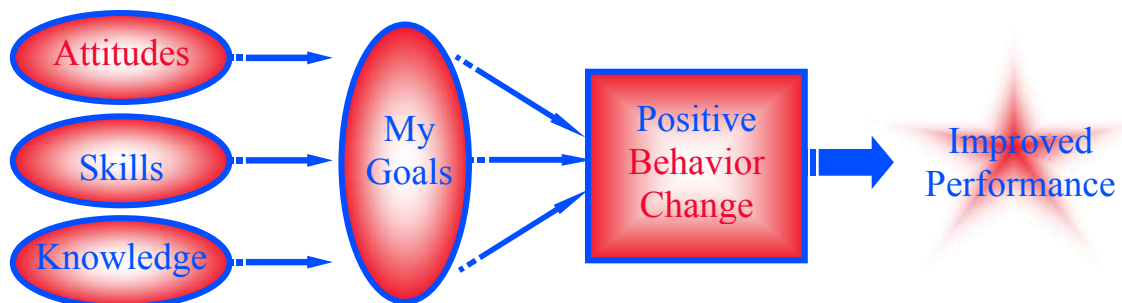 Attitudes
Skills
Knowledge
My
Goals
Positive
Behavior
Change
Improved
Performance